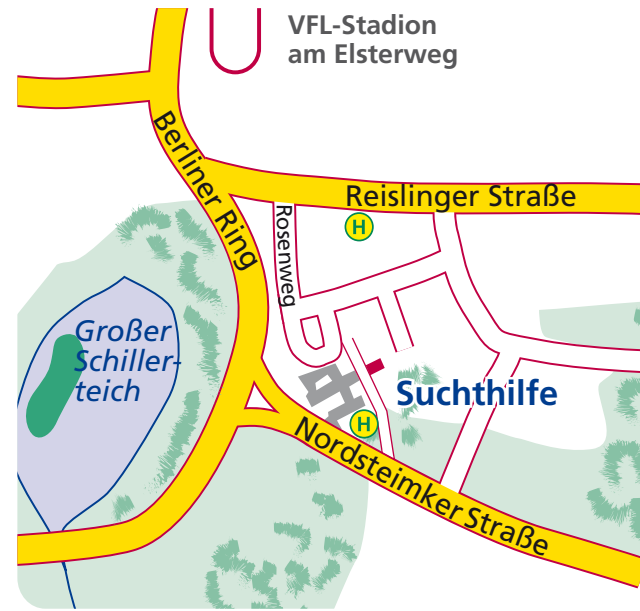 VFL-Stadion
am Elsterweg
Berliner Ring
Reislinger Straße
Rosenweg
H
Großer
Schiller-
teich
Suchthilfe
H
Nordsteimker Straße